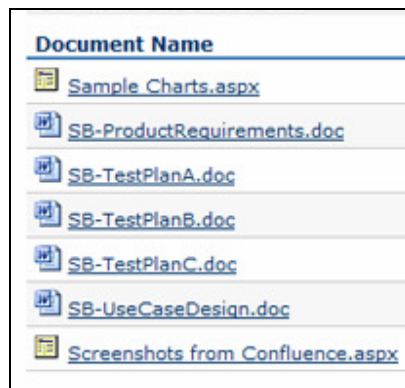 Document Name
Sample Charts.aspx
SB-ProductRequirements.doc
SB-TestPlanA.doc
SB-TestPlanB.doc
SB-TestPlanC.doc
SB-UseCaseDesign.doc
Screenshots from Confluence.aspx